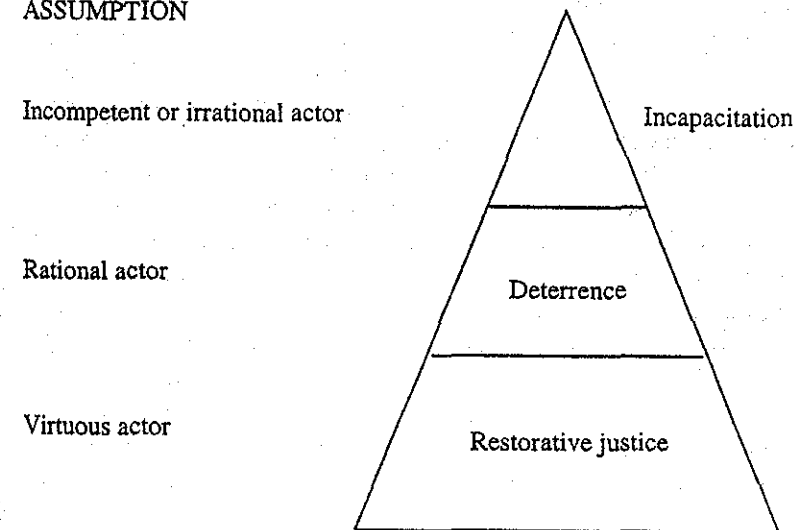 ASSUMPTION
Incompetent or irrational actor
Incapacitation
Rational actor
Deterrence
Virtuous actor
Restorative justice